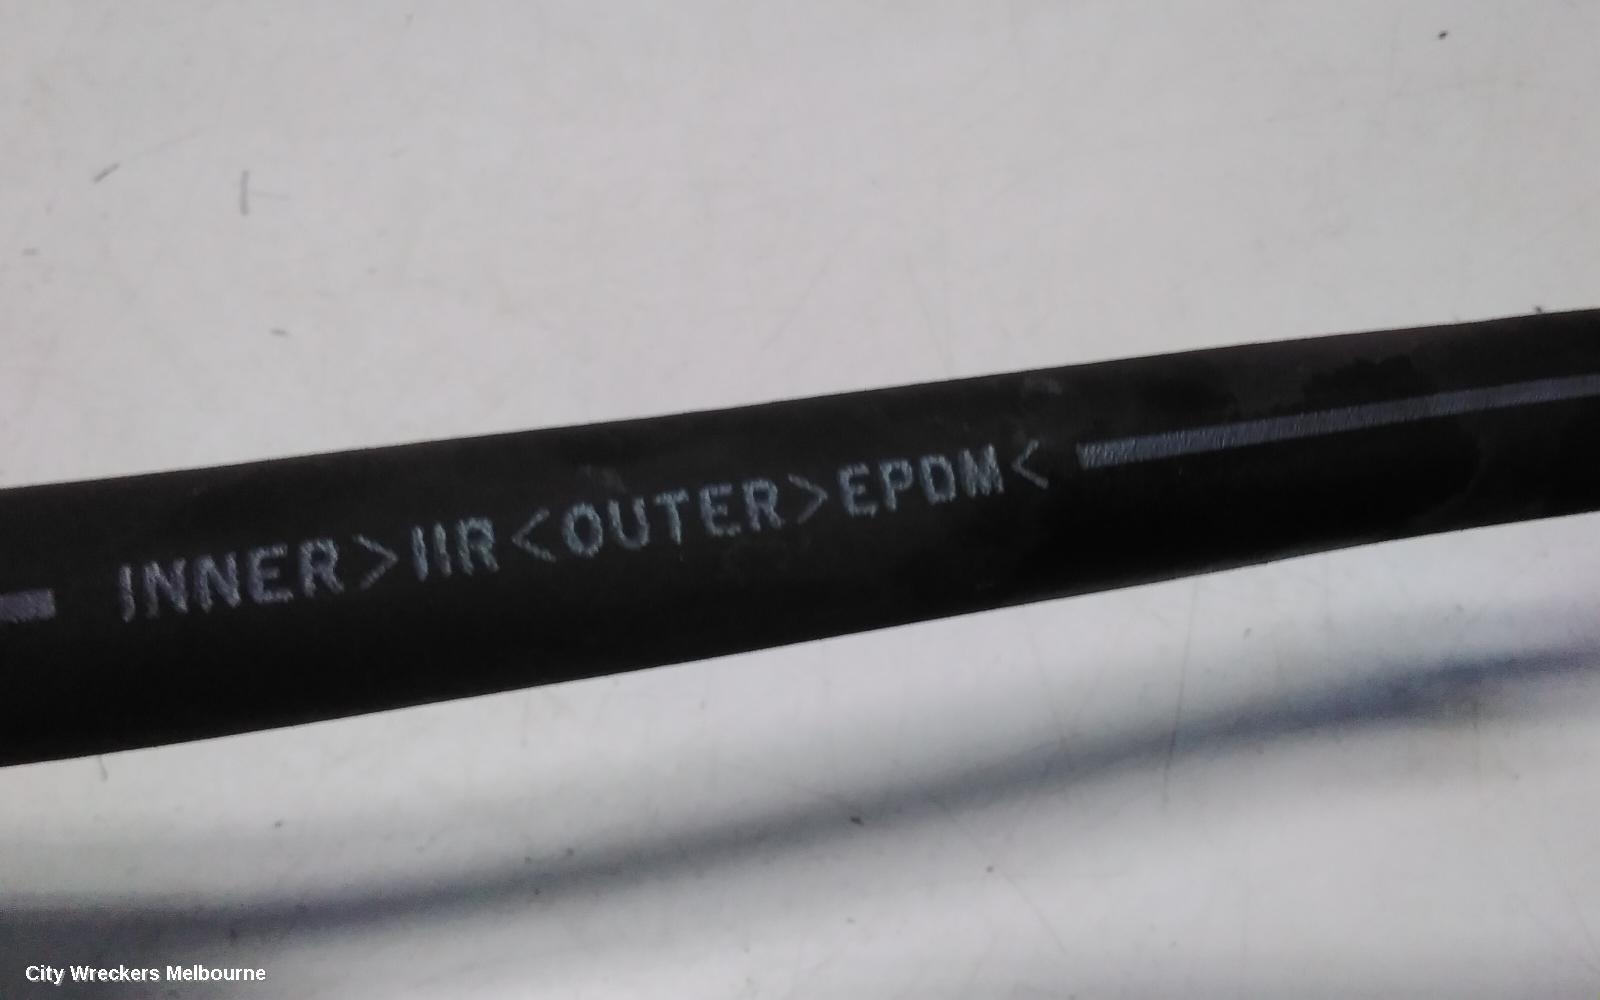 INNER>IIR<OUTER>EPDM<
City Wreckers Melbourne